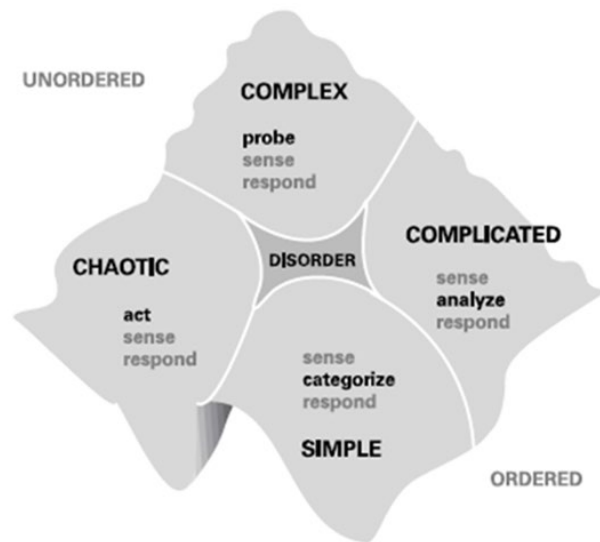 UNORDERED
COMPLEX
probe
sense
respond
CHAOTIC
act
sense
respond
DISORDER
COMPLICATED
sense
analyze
respond
sense
categorize
respond
SIMPLE
ORDERED